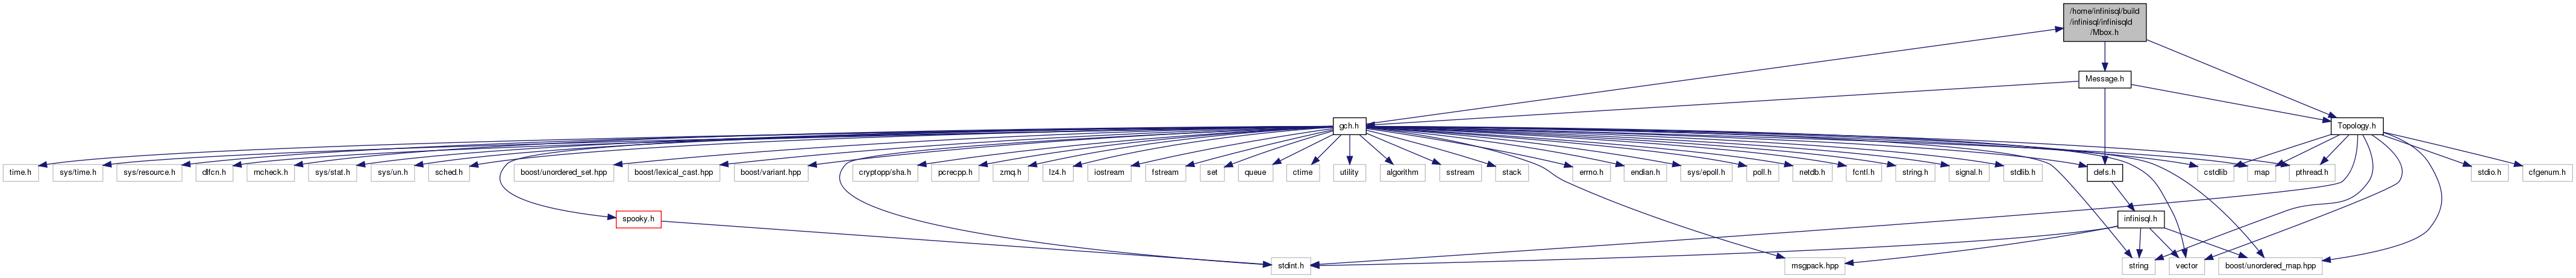 /home/infinisql/build
/infinisql/infinisqld
/Mbox.h
Message.h
gch.h
Topology.h
time.h
sys/time.h
sys/resource.h
dlfcn.h
mcheck.h
sys/stat.h
sys/un.h
sched.h
boost/unordered_set.hpp
boost/lexical_cast.hpp
boost/variant.hpp
cryptopp/sha.h
pcrecpp.h
zmq.h
lz4.h
iostream
fstream
set
queue
ctime
utility
algorithm
sstream
stack
errno.h
endian.h
sys/epoll.h
poll.h
netdb.h
fcntl.h
string.h
signal.h
stdlib.h
defs.h
cstdlib
map
pthread.h
stdio.h
cfgenum.h
spooky.h
infinisql.h
stdint.h
msgpack.hpp
string
vector
boost/unordered_map.hpp